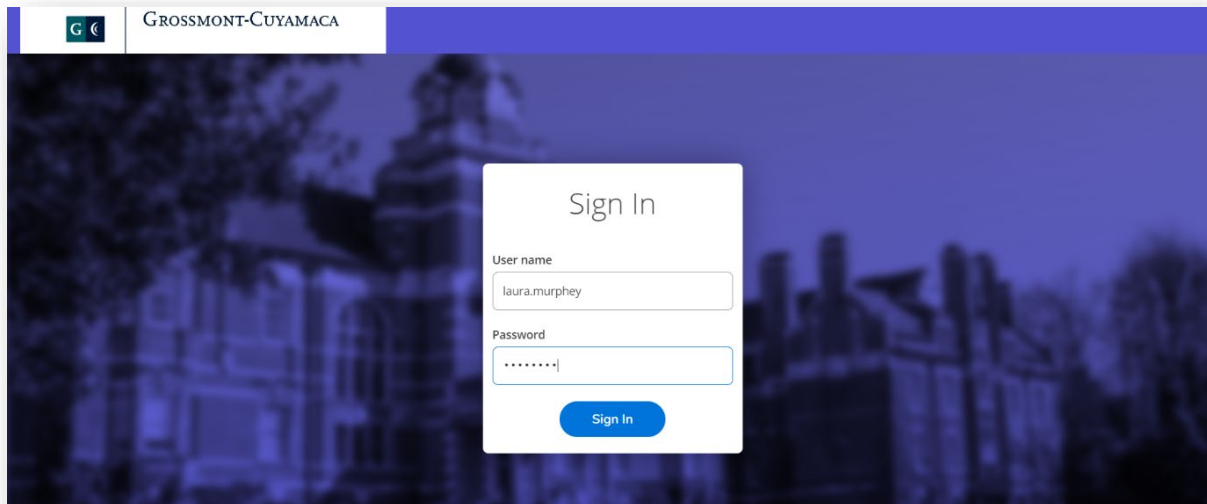 G C
GROSSMONT-CUYAMACA
Sign In
User name
laura.murphey
Password
••••••••
Sign In